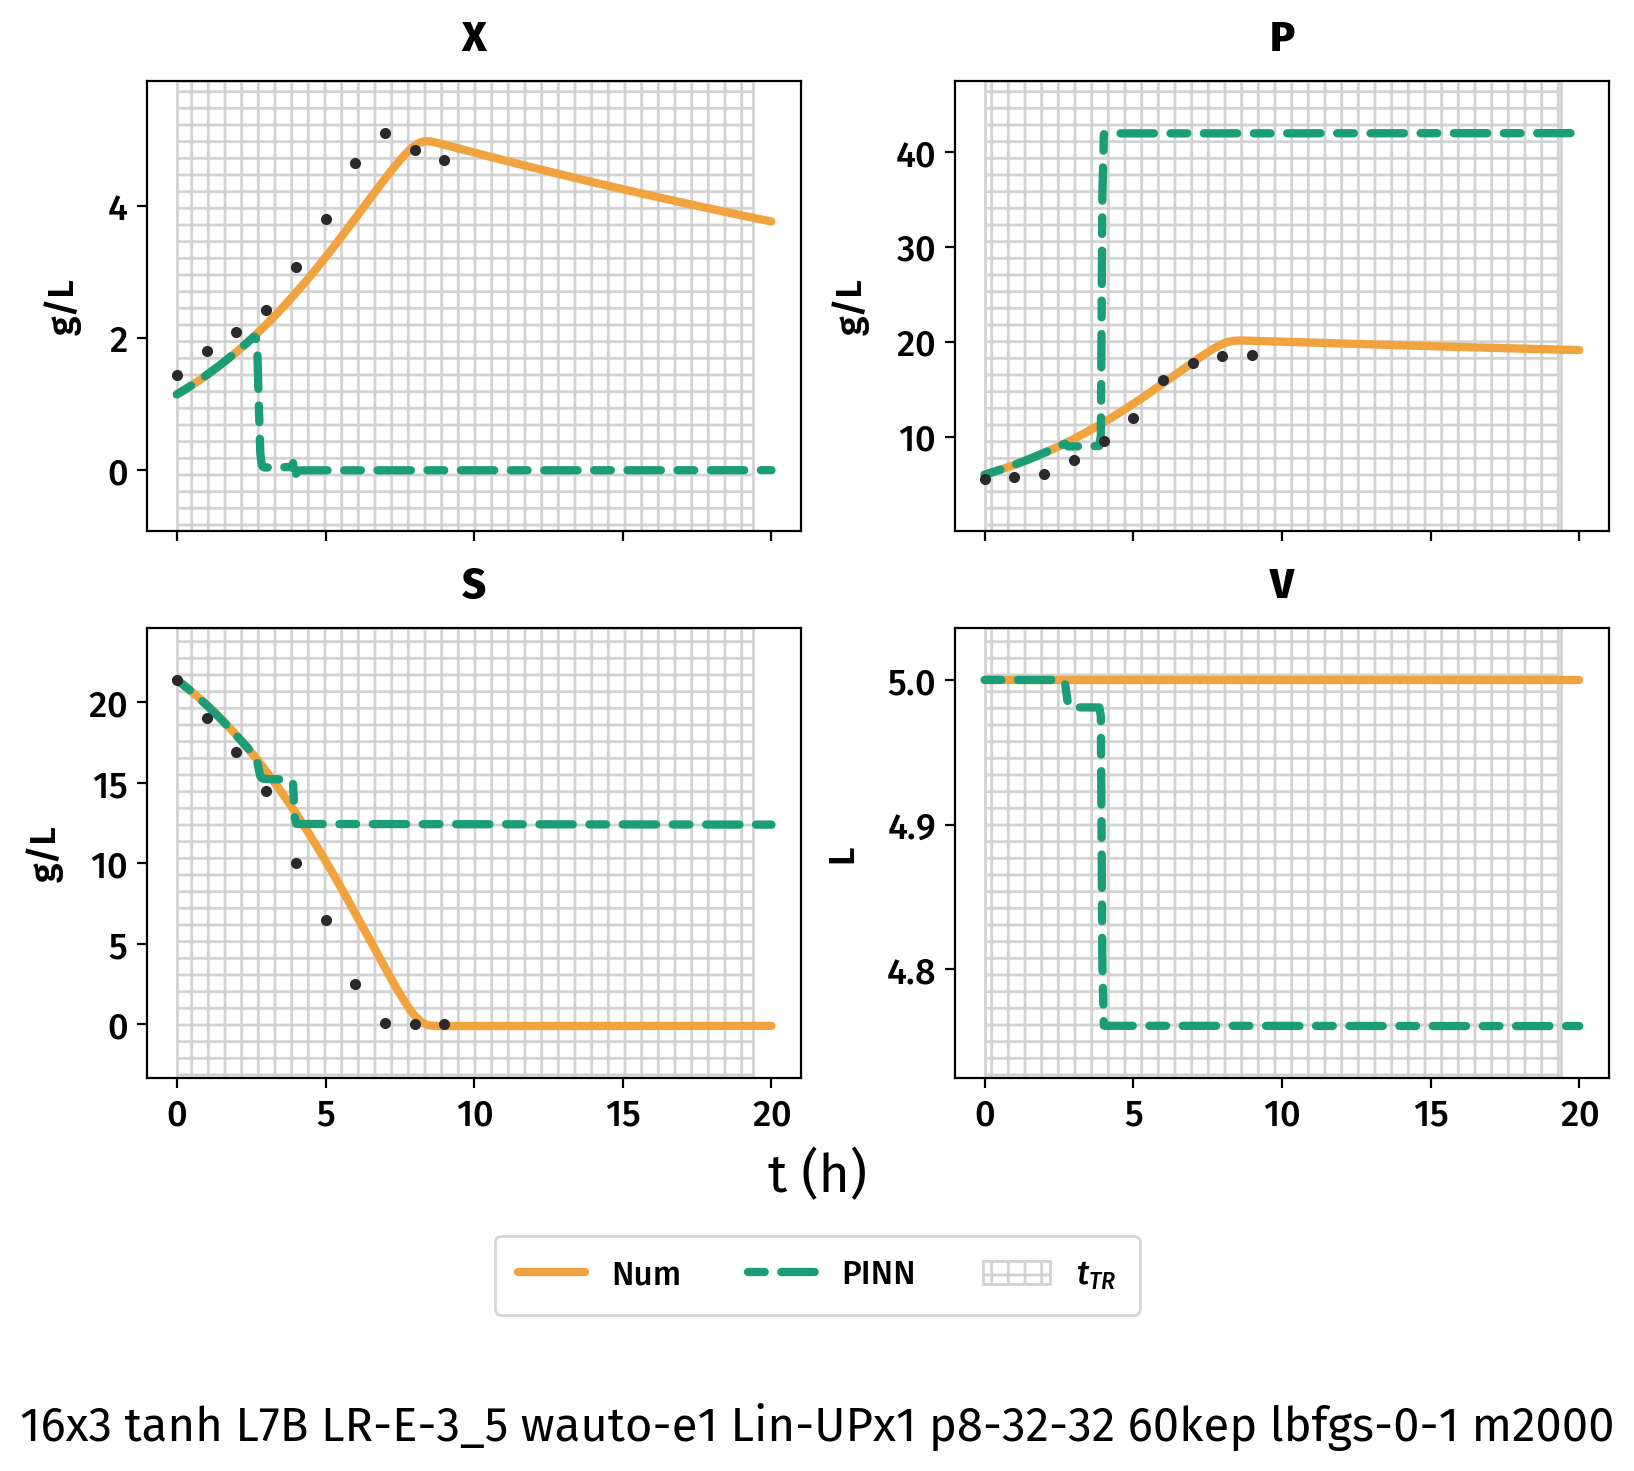 X
P
g/L
4
2
0
g/L
40
30
20
10
S
V
g/L
20
15
10
5
0
L
5.0
4.9
4.8
0 5 10 15 20
0 5 10 15 20
t (h)
Num PINN t_TR
16x3 tanh L7B LR-E-3_5 wauto-e1 Lin-UPx1 p8-32-32 60kep lbfgs-0-1 m2000